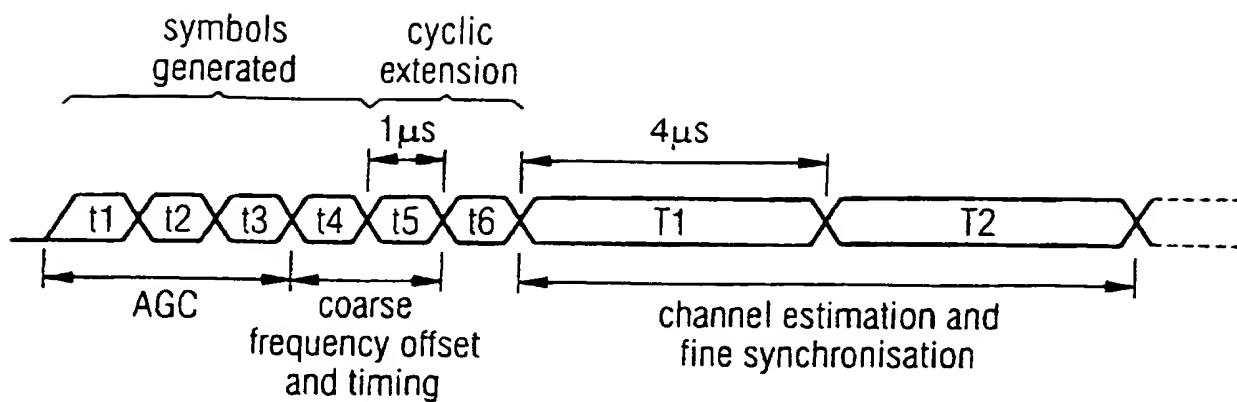 symbols
generated
cyclic
extension
1μs
4μs
t1 t2 t3 t4 t5 t6 T1 T2
AGC
coarse
frequency offset
and timing
channel estimation and
fine synchronisation